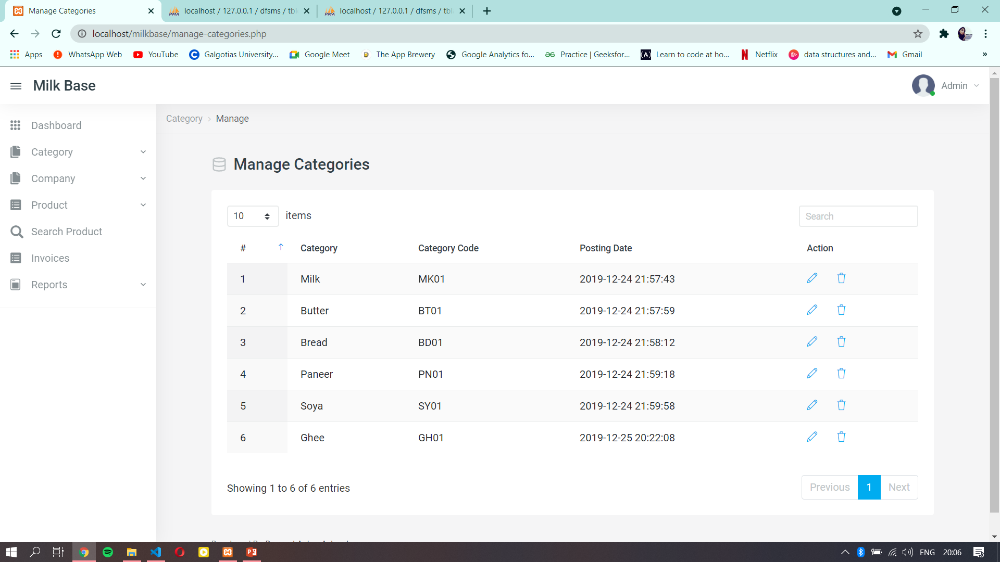 Manage Categories
localhost / 127.0.0.1 / dfsms / tbl
localhost / 127.0.0.1 / dfsms / tbl
localhost/milkbase/manage-categories.php
Apps WhatsApp Web YouTube Galgotias University... Google Meet The App Brewery Google Analytics fo... Practice | Geeksfor... Learn to code at ho... Netflix data structures and... Gmail »
Milk Base
Admin
Dashboard
Category
Company
Product
Search Product
Invoices
Reports
Category > Manage
Manage Categories
10 items
Search
# Category Category Code Posting Date Action
1 Milk MK01 2019-12-24 21:57:43
2 Butter BT01 2019-12-24 21:57:59
3 Bread BD01 2019-12-24 21:58:12
4 Paneer PN01 2019-12-24 21:59:18
5 Soya SY01 2019-12-24 21:59:58
6 Ghee GH01 2019-12-25 20:22:08
Showing 1 to 6 of 6 entries
Previous 1 Next
ENG 20:06